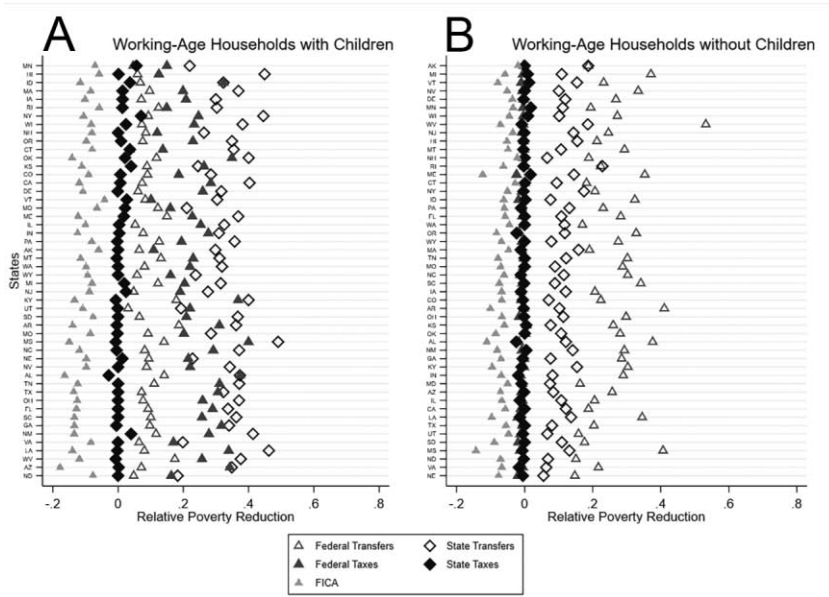 A
Working-Age Households with Children
States
MN
HI
ID
MA
IA
RI
NY
WI
NH
OR
CT
OK
KS
CO
CA
DE
VT
MD
ME
IL
IN
PA
AK
MT
WA
WY
MI
NJ
KY
UT
SD
AR
MO
MS
NC
NE
NV
AL
TN
TX
OH
FL
SC
GA
NM
VA
LA
WV
AZ
ND
-.2 0 .2 .4 .6 .8
Relative Poverty Reduction
B
Working-Age Households without Children
AK
MI
VT
NV
DE
MN
WI
WV
NJ
HI
MT
NH
RI
ME
CT
NY
ID
PA
FL
WA
OR
WY
MA
TN
MO
NC
SC
IA
CO
AR
OH
KS
OK
AL
NM
GA
KY
IN
MD
AZ
IL
CA
LA
TX
UT
SD
MS
ND
VA
NE
-.2 0 .2 .4 .6 .8
Relative Poverty Reduction
Federal Transfers State Transfers
Federal Taxes State Taxes
FICA